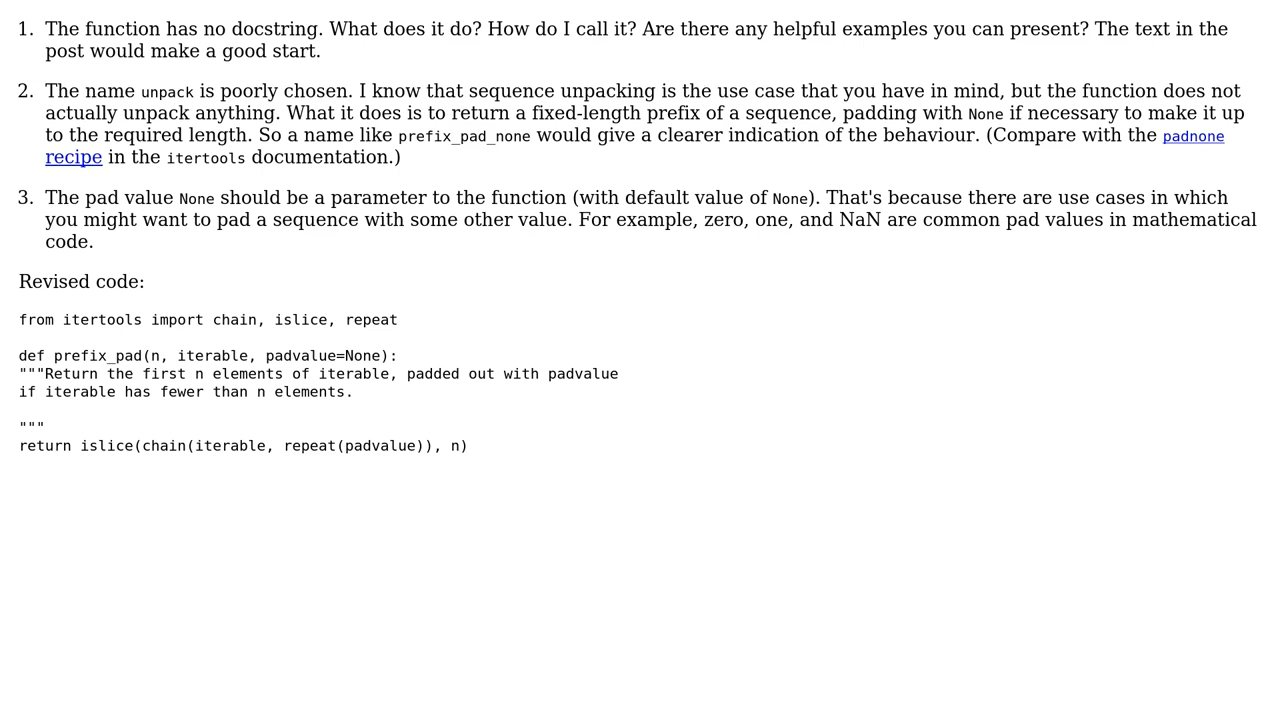 1. The function has no docstring. What does it do? How do I call it? Are there any helpful examples you can present? The text in the
post would make a good start.
2. The name unpack is poorly chosen. I know that sequence unpacking is the use case that you have in mind, but the function does not
actually unpack anything. What it does is to return a fixed-length prefix of a sequence, padding with None if necessary to make it up
to the required length. So a name like prefix_pad_none would give a clearer indication of the behaviour. (Compare with the padnone
recipe in the itertools documentation.)
3. The pad value None should be a parameter to the function (with default value of None). That's because there are use cases in which
you might want to pad a sequence with some other value. For example, zero, one, and NaN are common pad values in mathematical
code.
Revised code:
from itertools import chain, islice, repeat
def prefix_pad(n, iterable, padvalue=None):
"""Return the first n elements of iterable, padded out with padvalue
if iterable has fewer than n elements.
"""
return islice(chain(iterable, repeat(padvalue)), n)